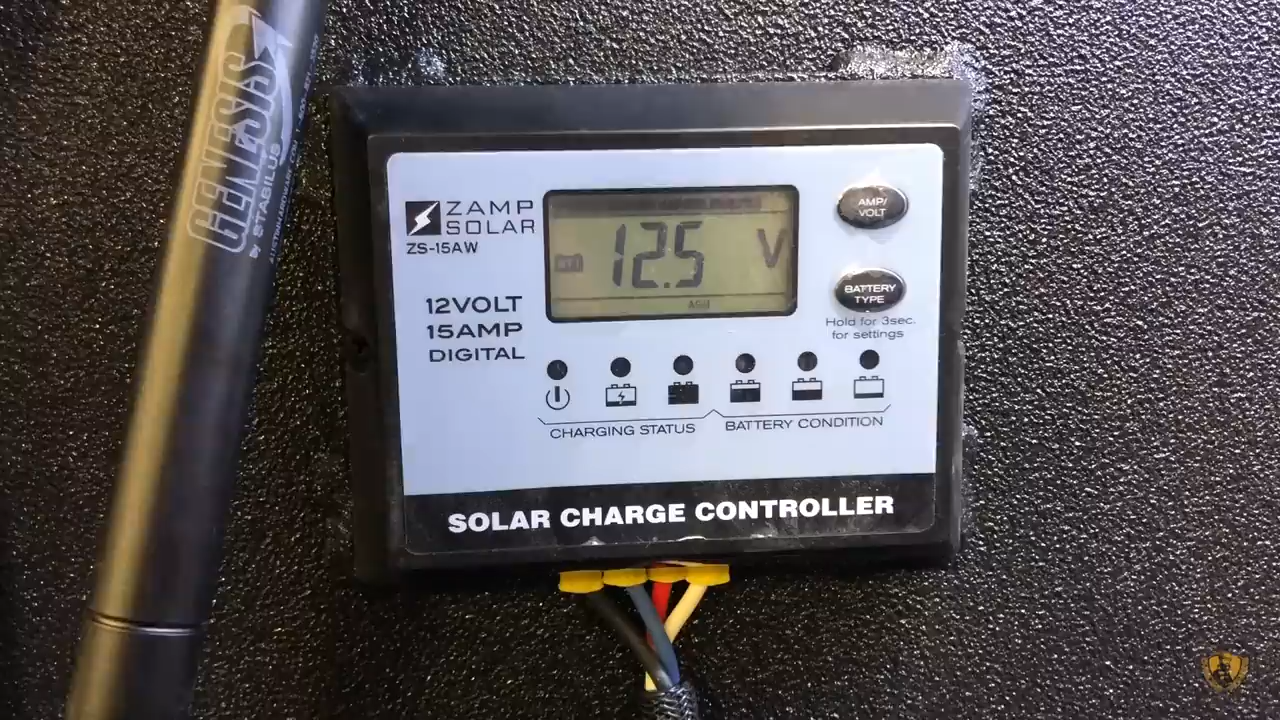 GENESIS
by STABILUS
ZAMP
SOLAR
ZS-15AW
12VOLT
15AMP
DIGITAL
12.5 V
AGM
AMP/
VOLT
BATTERY
TYPE
Hold for 3sec.
for settings
CHARGING STATUS
BATTERY CONDITION
SOLAR CHARGE CONTROLLER